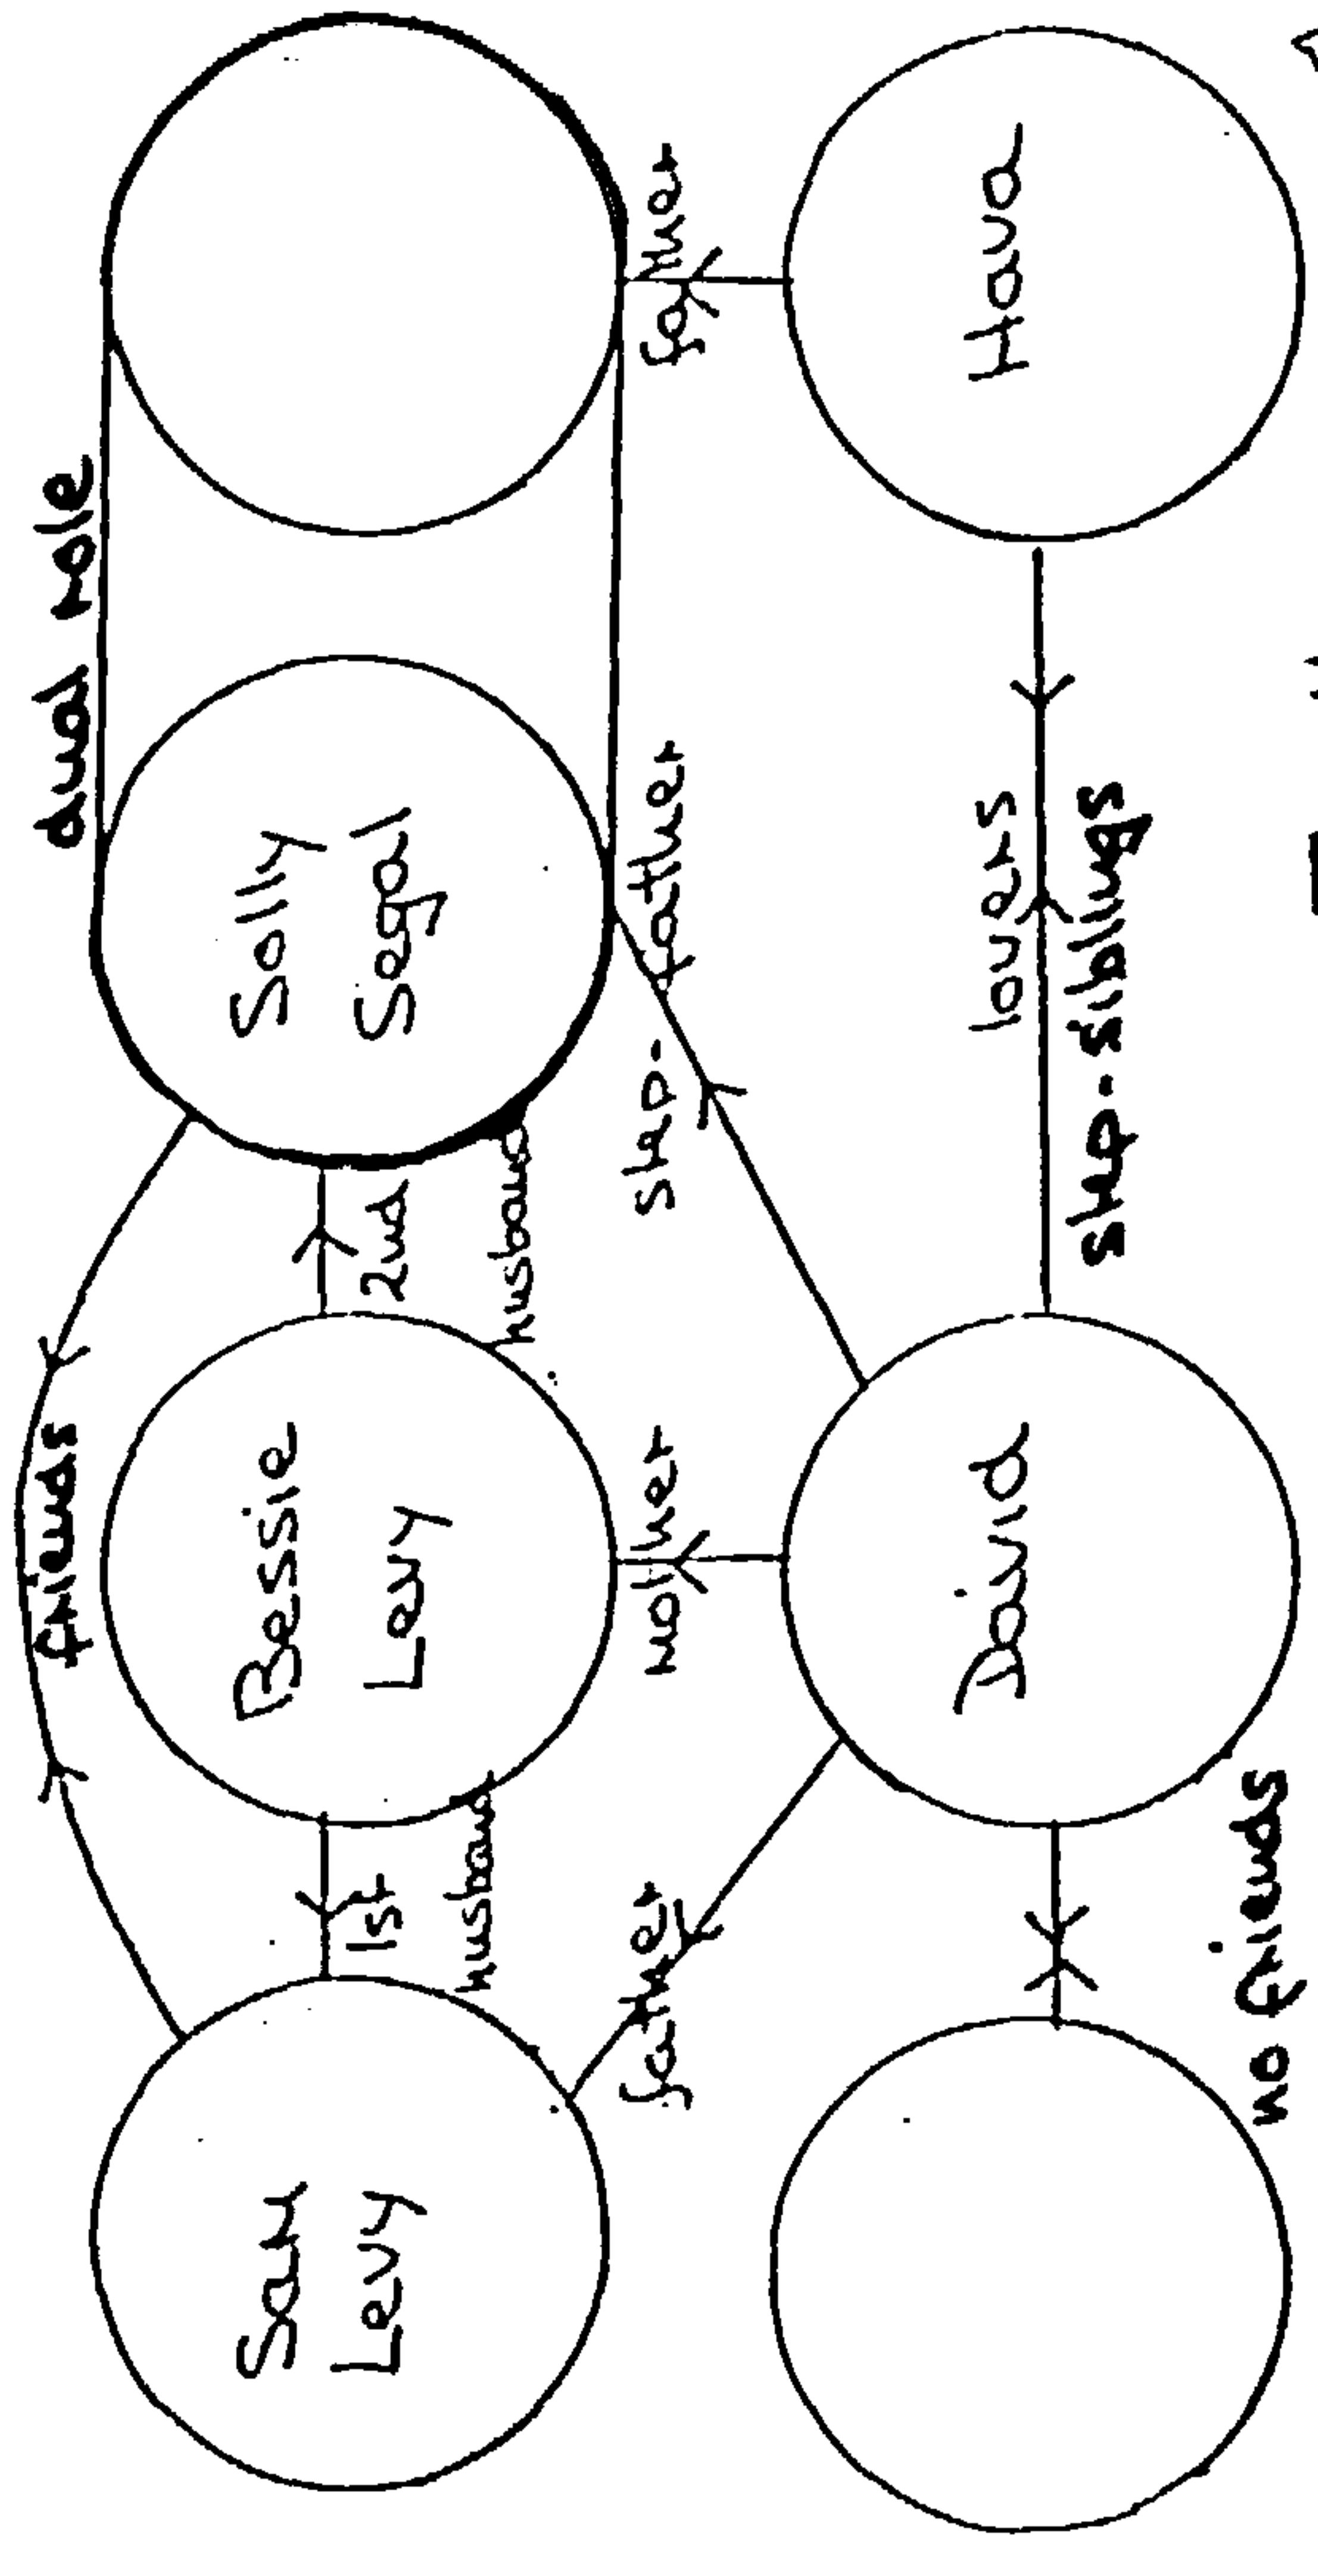 friends
dual role
Sam
Levy
1st
husband
Bessie
Levy
2nd
husband
Solly
Segal
father
mother
step-father
father
David
lovers
step-siblings
Hava
no friends